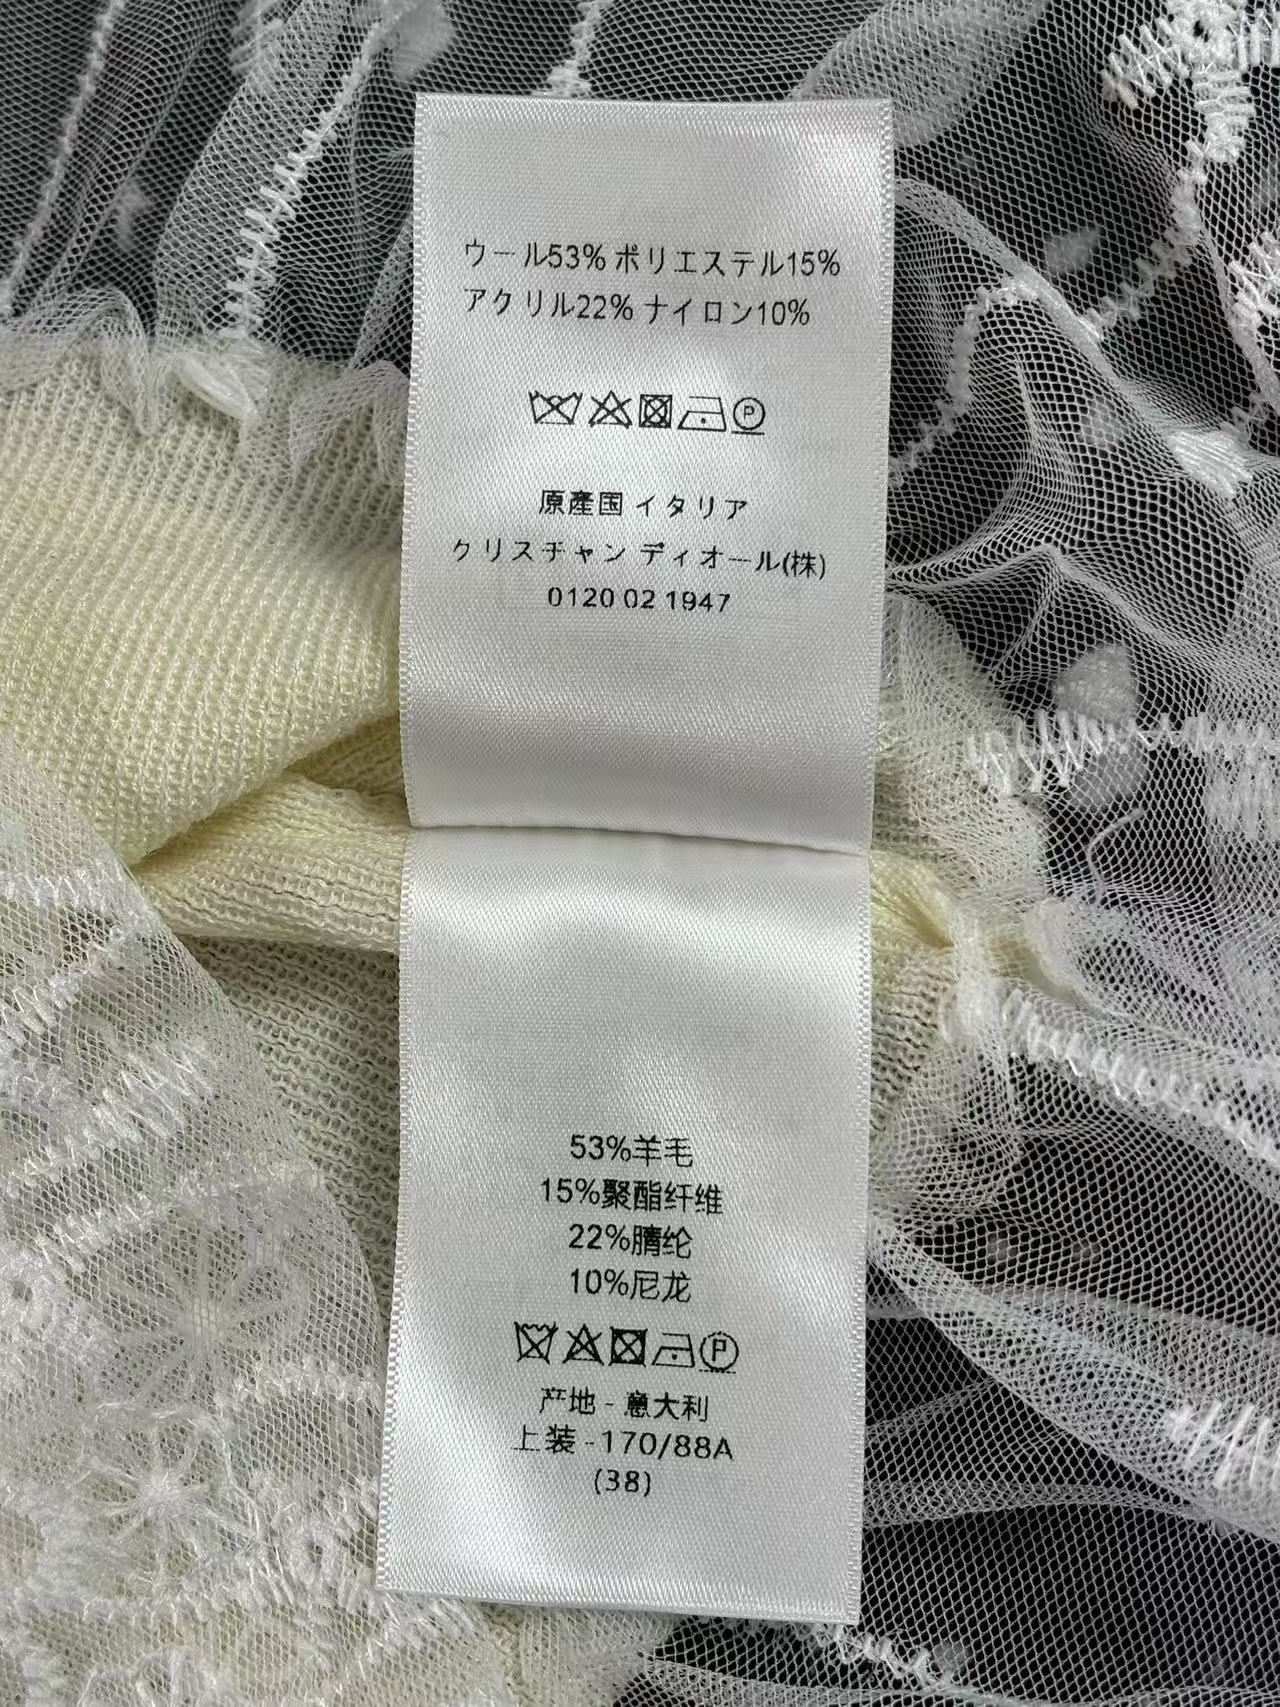 ウール53% ポリエステル15%
アクリル22% ナイロン10%
P
原産国 イタリア
クリスチャン ディオール(株)
0120 02 1947
53%羊毛
15%聚酯纤维
22%腈纶
10%尼龙
P
产地 - 意大利
上装 -170/88A
(38)